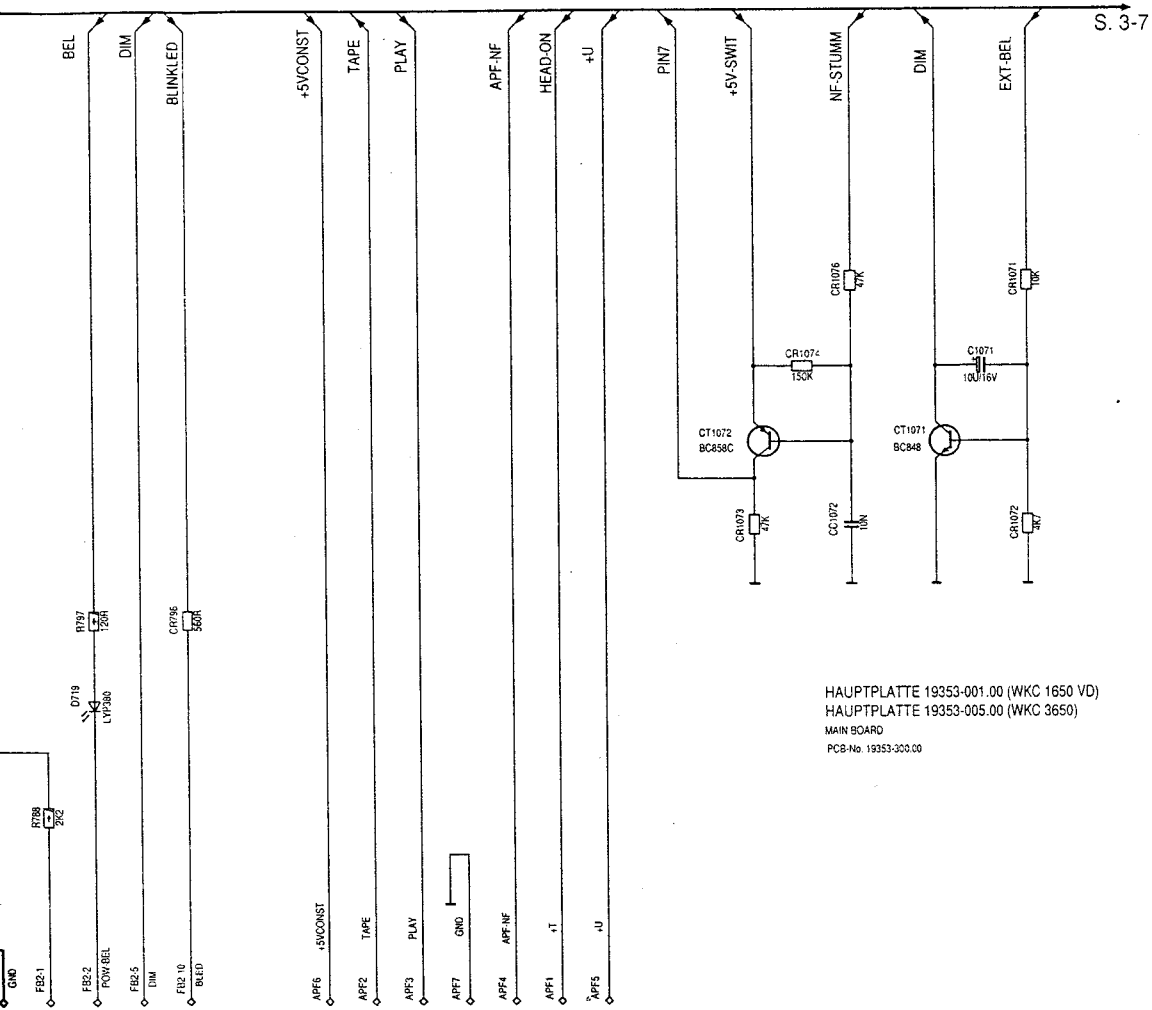 S. 3-7
BEL
DIM
BLINKLED
+5VCONST
TAPE
PLAY
APF-NF
HEAD-ON
+U
PIN7
+5V-SWIT
NF-STUMM
DIM
EXT-BEL
CR1076
47K
CR1071
10K
CR1074
150K
C1071
10U/16V
CT1072
BC858C
CT1071
BC848
CR1073
47K
CC1072
10N
CR1072
4K7
R797
120R
CR796
560R
D719
LYP380
R788
2K2
HAUPTPLATTE 19353-001.00 (WKC 1650 VD)
HAUPTPLATTE 19353-005.00 (WKC 3650)
MAIN BOARD
PCB-No. 19353-300.00
GND
FB2-1
FB2-2
POW-BEL
FB2-5
DIM
FB2-10
BLED
APF6
+5VCONST
APF2
TAPE
APF3
PLAY
APF7
GND
APF4
APF-NF
APF1
+T
APF5
+U